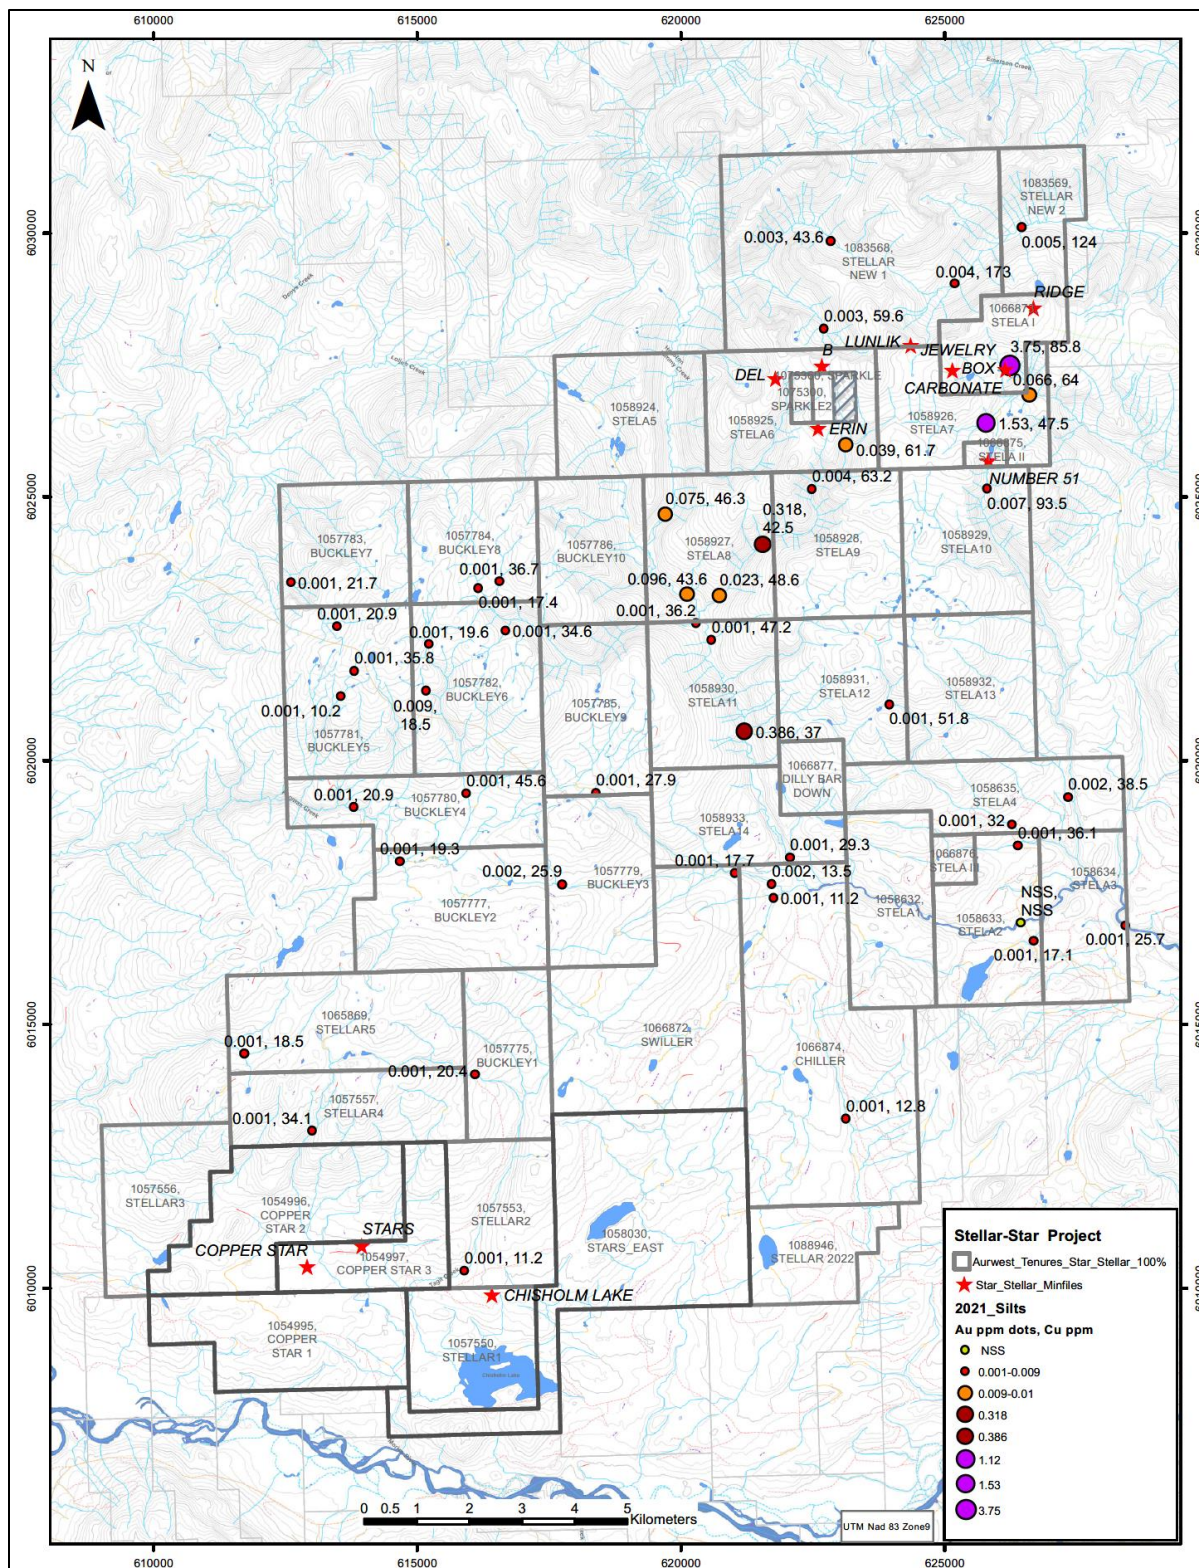 610000
615000
620000
625000
N
Emerson Creek
6030000
6030000
1083569,
STELLAR
NEW 2
0.005, 124
0.003, 43.6
1083568,
STELLAR
NEW 1
0.004, 173
RIDGE
STELA I
0.003, 59.6
LUNLIK
JEWELRY
BOX
3.75, 85.8
B
DEL
CARBONATE
0.066, 64
1075300,
SPARKLE2
1058924,
STELA5
1058925,
STELA6
1058926,
STELA7
1.53, 47.5
ERIN
0.039, 61.7
STELA II
NUMBER 51
6025000
6025000
0.004, 63.2
0.007, 93.5
0.075, 46.3
0.318,
42.5
1057783,
BUCKLEY7
1057784,
BUCKLEY8
1057786,
BUCKLEY10
1058927,
STELA8
1058928,
STELA9
1058929,
STELA10
0.001, 21.7
0.001, 36.7
0.001, 17.4
0.096, 43.6
0.023, 48.6
0.001, 36.2
0.001, 47.2
0.001, 20.9
0.001, 19.6
0.001, 34.6
0.001, 35.8
0.001, 10.2
0.009,
18.5
1057782,
BUCKLEY6
1057785,
BUCKLEY9
1058930,
STELA11
1058931,
STELA12
1058932,
STELA13
1057781,
BUCKLEY5
0.001, 51.8
0.386, 37
6020000
6020000
1066877,
DILLY BAR
DOWN
0.001, 20.9
1057780,
BUCKLEY4
0.001, 45.6
0.001, 27.9
1058635,
STELA4
0.002, 38.5
0.001, 32
0.001, 36.1
1058933,
STELA14
0.001, 29.3
0.001, 19.3
0.001, 17.7
0.002, 13.5
0.001, 11.2
0.002, 25.9
1057779,
BUCKLEY3
1057777,
BUCKLEY2
1066876,
STELA III
1058634,
STELA3
1058632,
STELA1
1058633,
STELA2
NSS,
NSS
0.001, 17.1
0.001, 25.7
6015000
6015000
1065869,
STELLAR5
0.001, 18.5
1057775,
BUCKLEY1
0.001, 20.4
1066872
SWILLER
1066874,
CHILLER
1057557,
STELLAR4
0.001, 34.1
0.001, 12.8
1057556,
STELLAR3
1054996,
COPPER
STAR 2
1057553,
STELLAR2
1058030,
STARS_EAST
1088946,
STELLAR 2022
STARS
COPPER STAR
1054997,
COPPER STAR 3
0.001, 11.2
6010000
6010000
CHISHOLM LAKE
1054995,
COPPER
STAR 1
1057550,
STELLAR1
Chisholm Lake
Stellar-Star Project
Aurwest_Tenures_Star_Stellar_100%
Star_Stellar_Minfiles
2021_Silts
Au ppm dots, Cu ppm
NSS
0.001-0.009
0.009-0.01
0.318
0.386
1.12
1.53
3.75
0 0.5 1 2 3 4 5
Kilometers
UTM Nad 83 Zone9
610000
615000
620000
625000